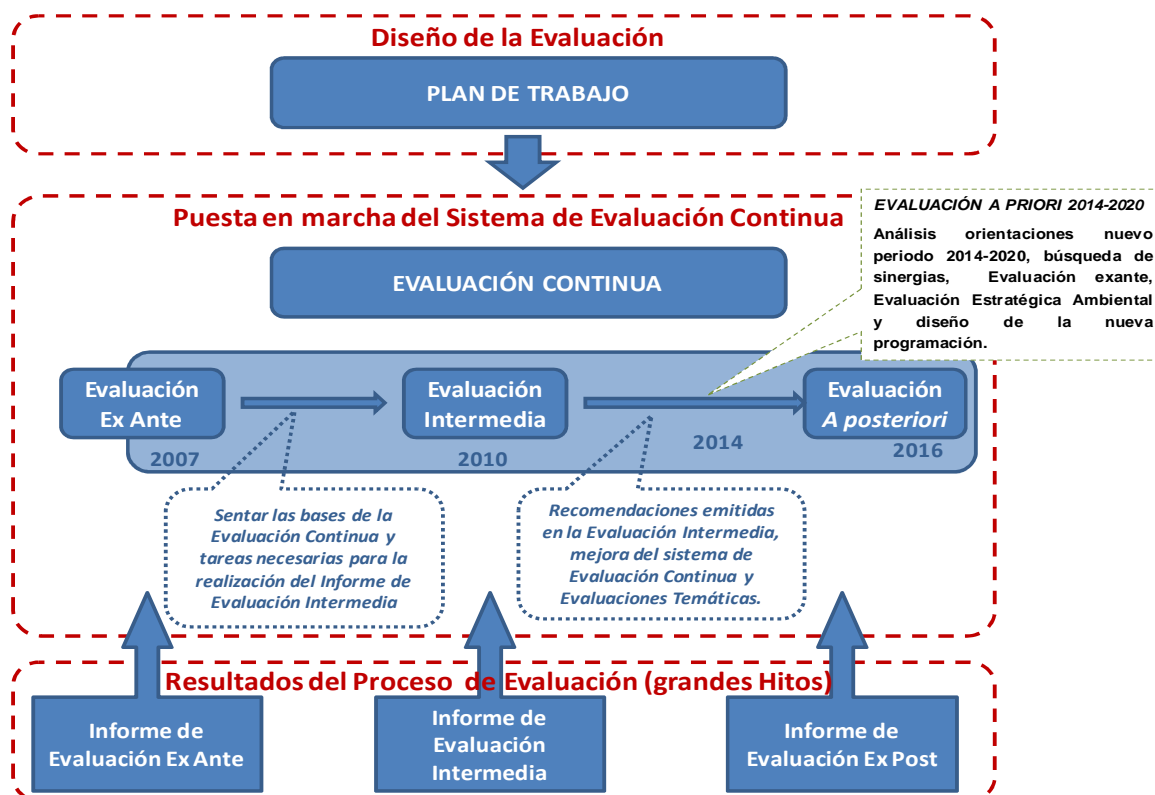 Diseño de la Evaluación
PLAN DE TRABAJO
Puesta en marcha del Sistema de Evaluación Continua
EVALUACIÓN A PRIORI 2014-2020
Análisis orientaciones nuevo
periodo 2014-2020, búsqueda de
sinergias, Evaluación exante,
Evaluación Estratégica Ambiental
y diseño de la nueva
programación.
EVALUACIÓN CONTINUA
Evaluación
Ex Ante
2007
Evaluación
Intermedia
2010
2014
Evaluación
A posteriori
2016
Sentar las bases de la
Evaluación Continua y
tareas necesarias para la
realización del Informe de
Evaluación Intermedia
Recomendaciones emitidas
en la Evaluación Intermedia,
mejora del sistema de
Evaluación Continua y
Evaluaciones Temáticas.
Resultados del Proceso de Evaluación (grandes Hitos)
Informe de
Evaluación Ex Ante
Informe de
Evaluación
Intermedia
Informe de
Evaluación Ex Post